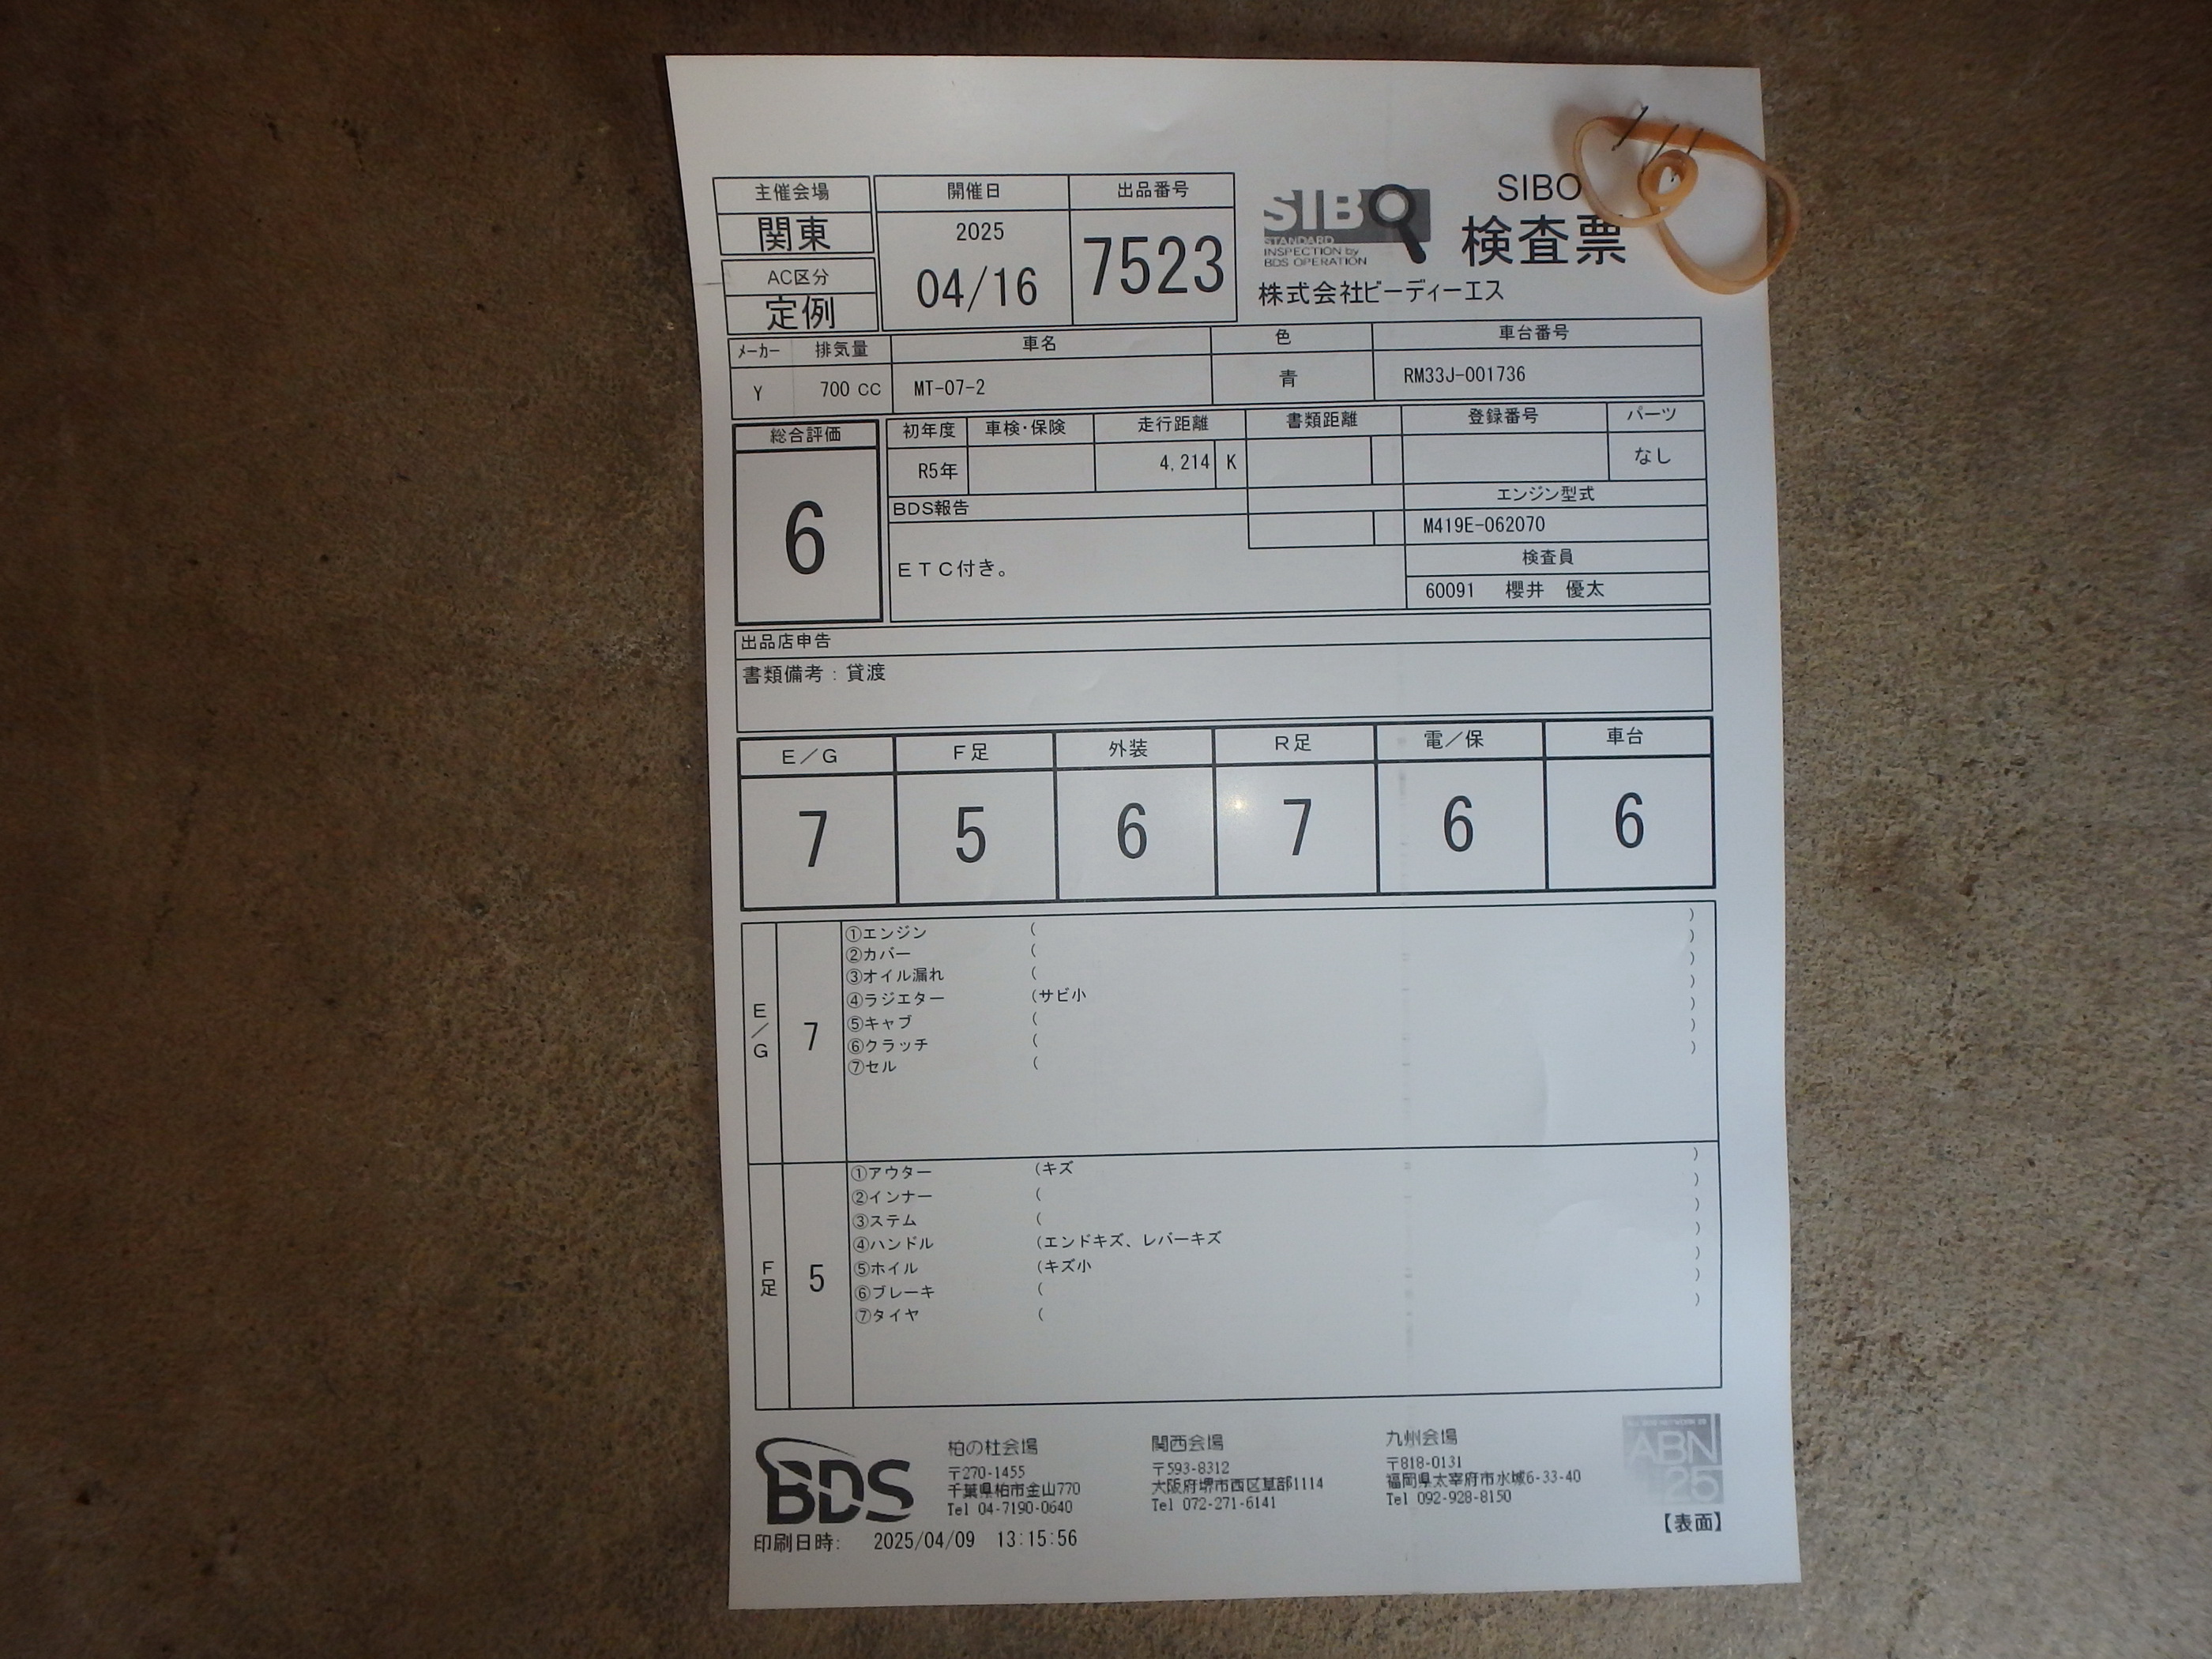 主催会場
関東
AC区分
定例
開催日
2025
04/16
出品番号
7523
SIBO
STANDARD
INSPECTION by
BDS OPERATION
SIBO
検査票
株式会社ビーディーエス
ﾒｰｶｰ 排気量 車名 色 車台番号
Y 700 CC MT-07-2 青 RM33J-001736
総合評価
6
初年度 車検・保険 走行距離 書類距離 登録番号 パーツ
R5年 4,214 K なし
BDS報告
ETC付き。
エンジン型式
M419E-062070
検査員
60091 櫻井 優太
出品店申告
書類備考:貸渡
E/G F足 外装 R足 電/保 車台
7 5 6 7 6 6
E/G
7
①エンジン ( )
②カバー ( )
③オイル漏れ ( )
④ラジエター (サビ小 )
⑤キャブ ( )
⑥クラッチ ( )
⑦セル ( )
F足
5
①アウター (キズ )
②インナー ( )
③ステム ( )
④ハンドル (エンドキズ、レバーキズ )
⑤ホイル (キズ小 )
⑥ブレーキ ( )
⑦タイヤ ( )
BDS
柏の杜会場
〒270-1455
千葉県柏市金山770
Tel 04-7190-0640
関西会場
〒593-8312
大阪府堺市西区草部1114
Tel 072-271-6141
九州会場
〒818-0131
福岡県太宰府市水城6-33-40
Tel 092-928-8150
ABN
25
【表面】
印刷日時: 2025/04/09 13:15:56